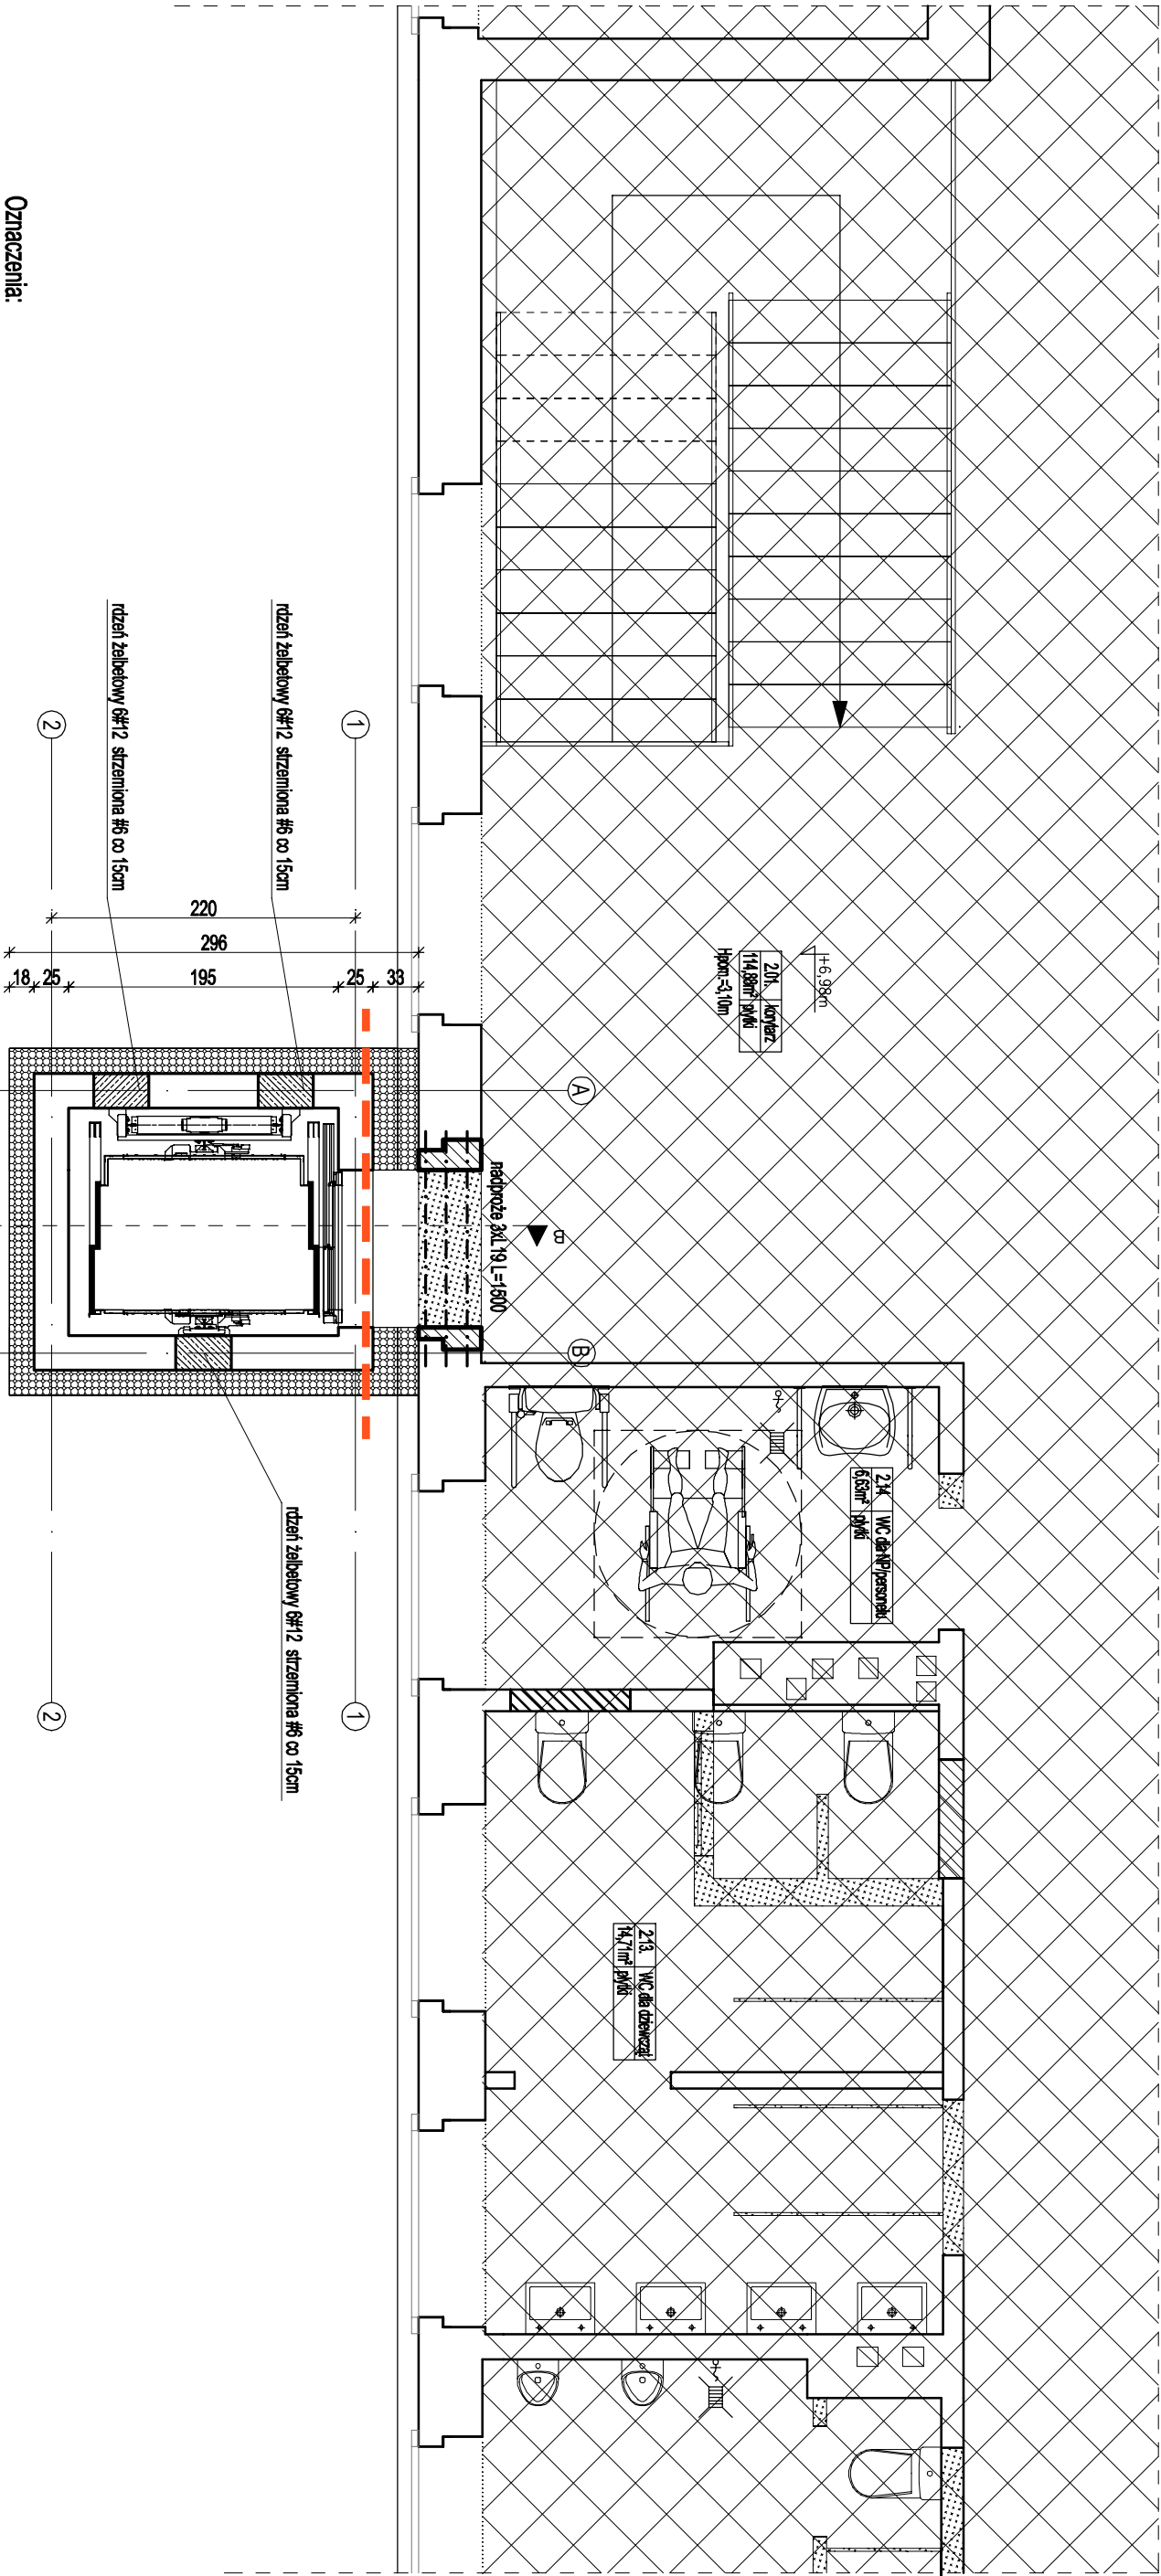 +6,98m
2.01. korytarz
114,88m² płytki
Hpom.=3,10m
nadproże 3xL19 L=1500
B
A
B
2.14. WC dla NP/personelu
6,63m² płytki
2.13. WC dla dziewcząt
14,71m² płytki
rdzeń żelbetowy 6#12 strzemiona #6 co 15cm
rdzeń żelbetowy 6#12 strzemiona #6 co 15cm
rdzeń żelbetowy 6#12 strzemiona #6 co 15cm
1
2
1
2
220
296
18 25 195 25 33
Oznaczenia: